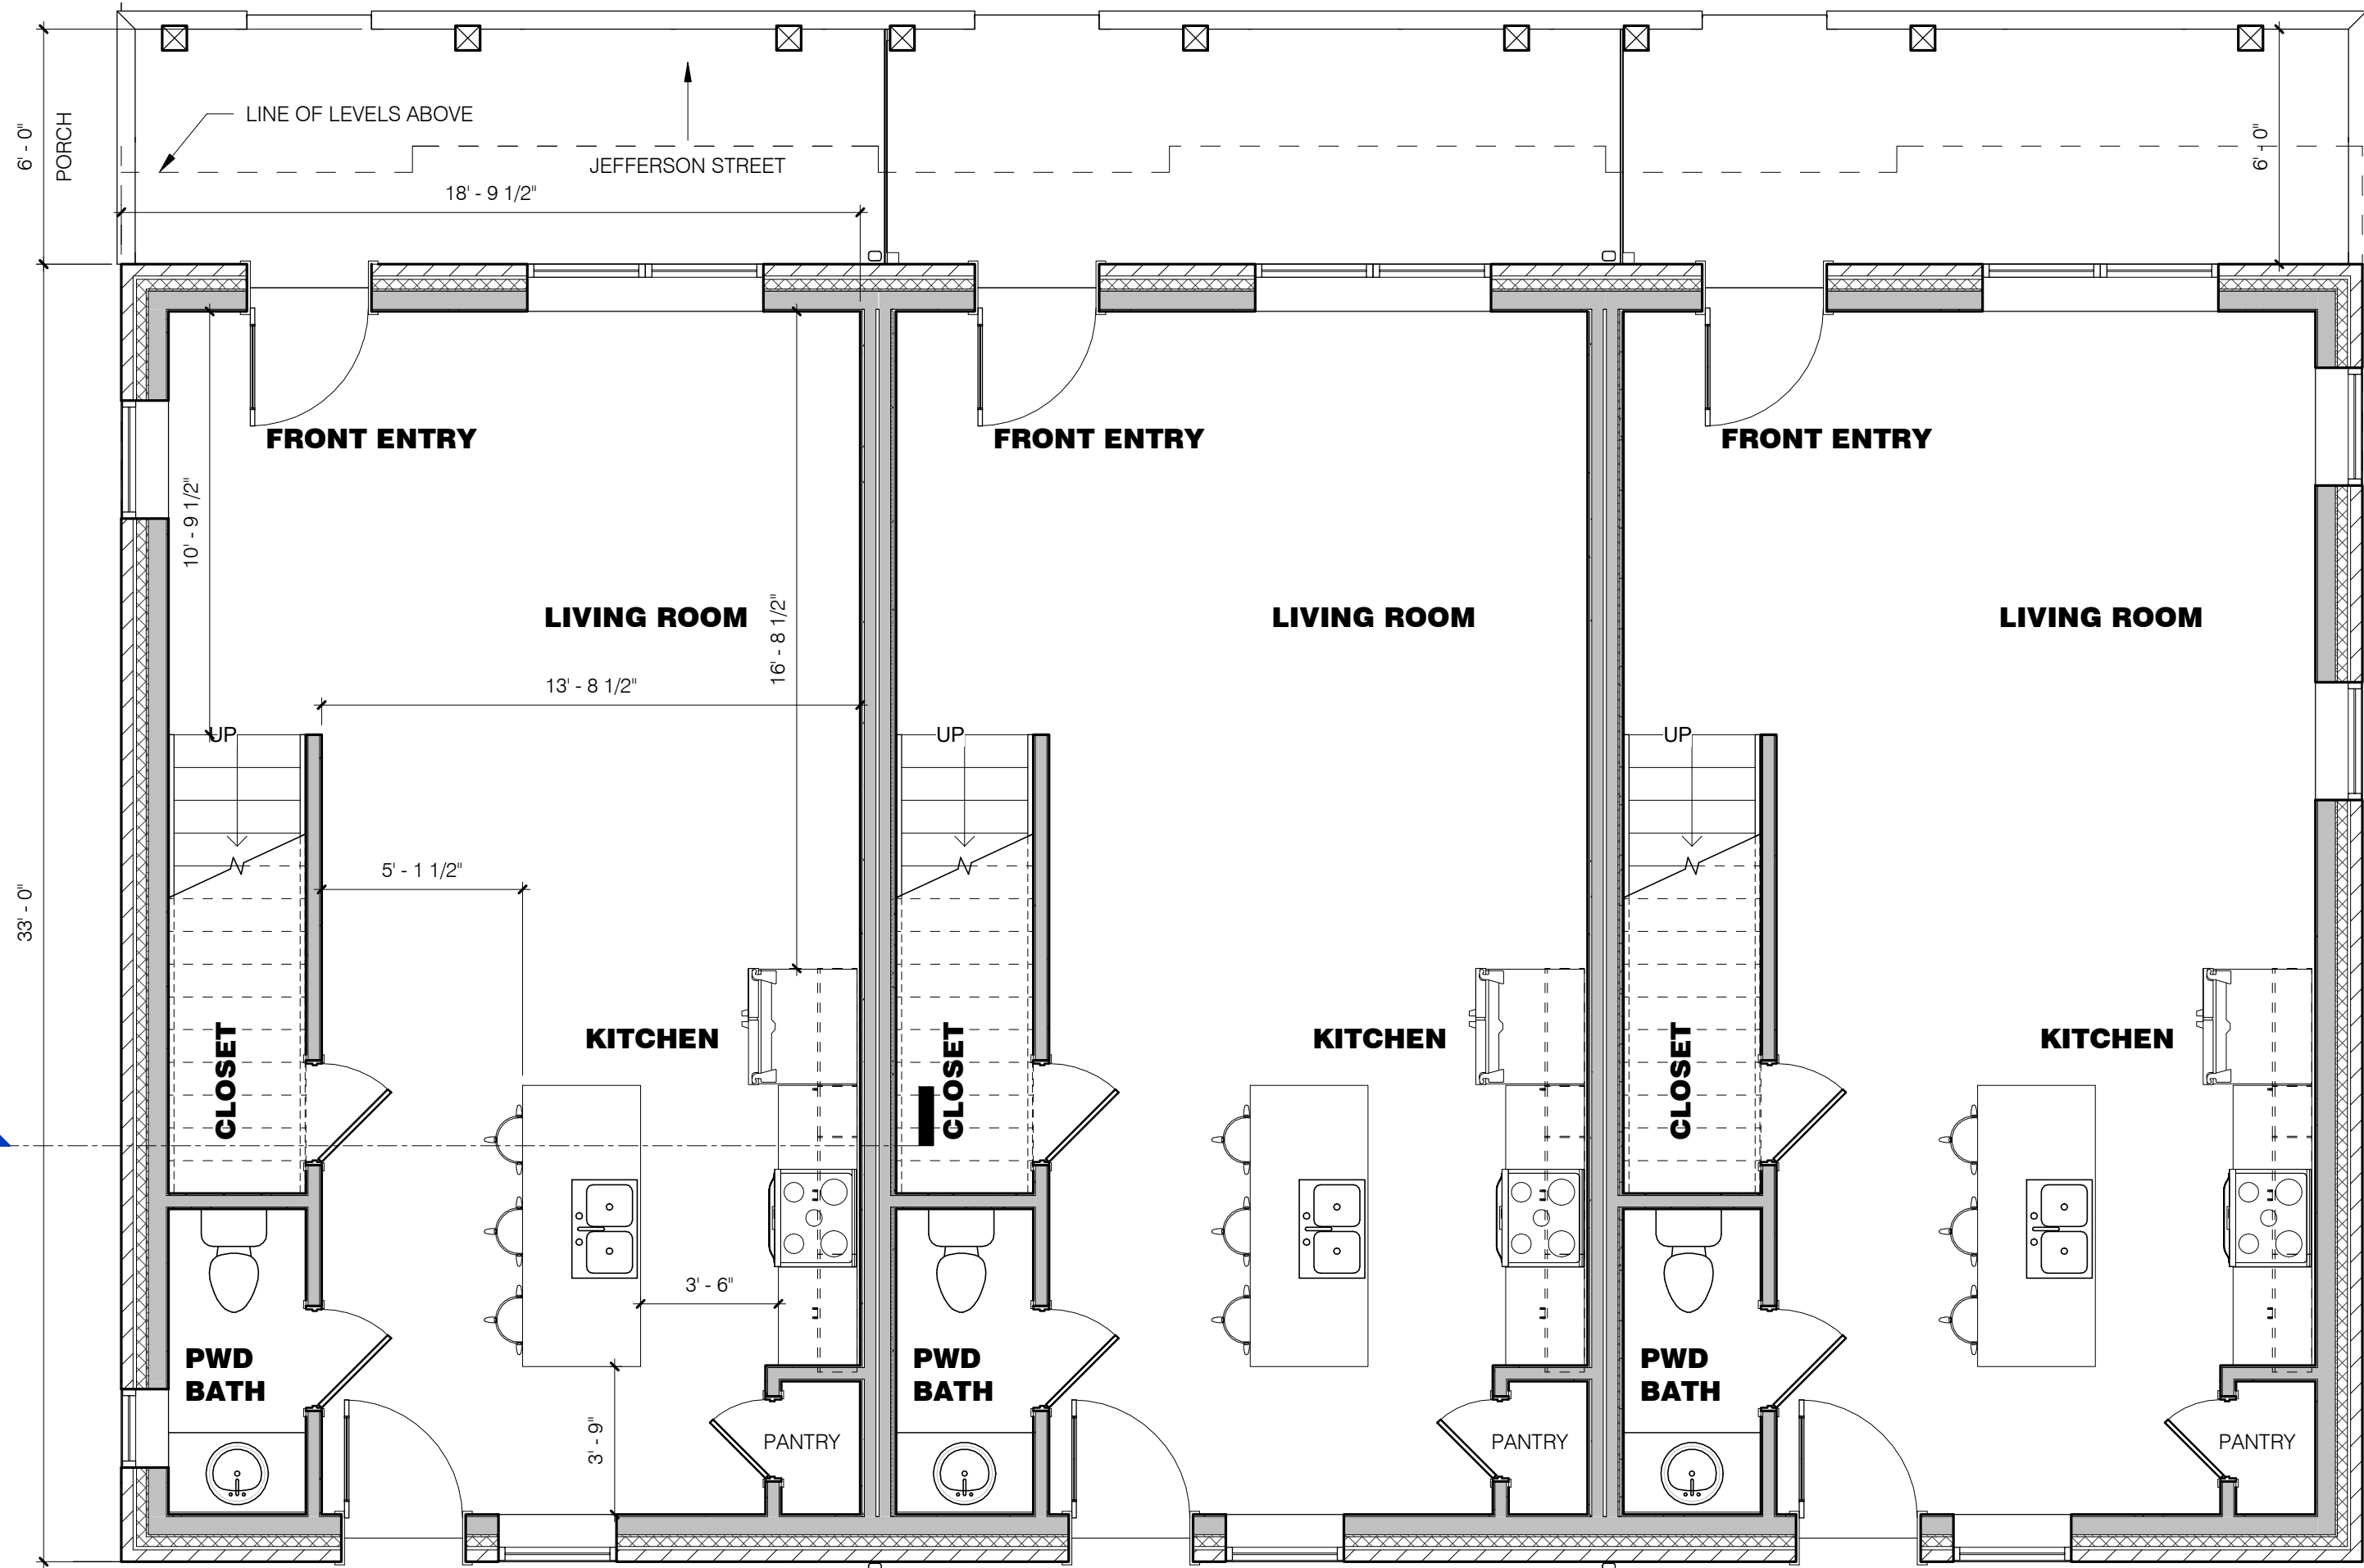 LINE OF LEVELS ABOVE
6' - 0"
PORCH
JEFFERSON STREET
6' - 0"
18' - 9 1/2"
FRONT ENTRY
FRONT ENTRY
FRONT ENTRY
10' - 9 1/2"
LIVING ROOM
16' - 8 1/2"
LIVING ROOM
LIVING ROOM
13' - 8 1/2"
UP
UP
UP
5' - 1 1/2"
33' - 0"
KITCHEN
KITCHEN
KITCHEN
CLOSET
CLOSET
CLOSET
3' - 6"
PWD
BATH
PWD
BATH
PWD
BATH
3' - 9"
PANTRY
PANTRY
PANTRY